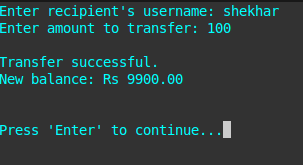 Enter recipient's username: shekhar
Enter amount to transfer: 100
Transfer successful.
New balance: Rs 9900.00
Press 'Enter' to continue...